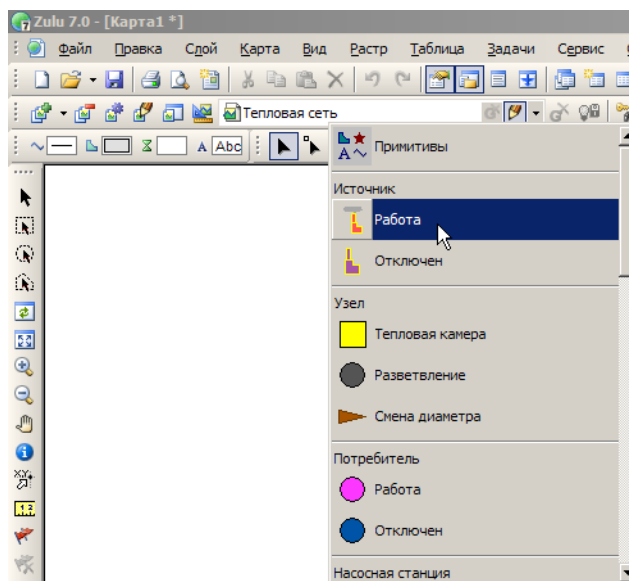 Zulu 7.0 - [Карта1 *]
Файл Правка Слой Карта Вид Растр Таблица Задачи Сервис
Тепловая сеть
A Abc
Примитивы
Источник
Работа
Отключен
Узел
Тепловая камера
Разветвление
Смена диаметра
Потребитель
Работа
Отключен
Насосная станция